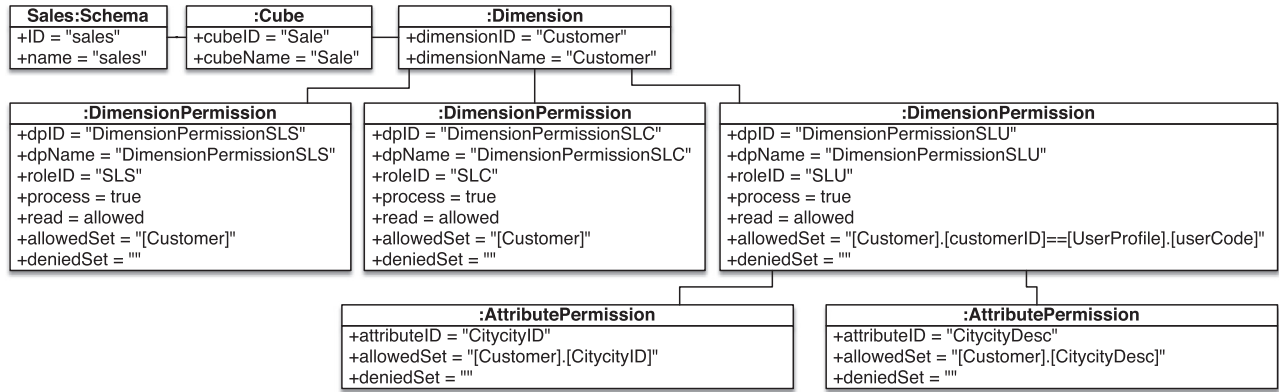 Sales:Schema
+ID = "sales"
+name = "sales"
:Cube
+cubeID = "Sale"
+cubeName = "Sale"
:Dimension
+dimensionID = "Customer"
+dimensionName = "Customer"
:DimensionPermission
+dpID = "DimensionPermissionSLS"
+dpName = "DimensionPermissionSLS"
+roleID = "SLS"
+process = true
+read = allowed
+allowedSet = "[Customer]"
+deniedSet = ""
:DimensionPermission
+dpID = "DimensionPermissionSLC"
+dpName = "DimensionPermissionSLC"
+roleID = "SLC"
+process = true
+read = allowed
+allowedSet = "[Customer]"
+deniedSet = ""
:DimensionPermission
+dpID = "DimensionPermissionSLU"
+dpName = "DimensionPermissionSLU"
+roleID = "SLU"
+process = true
+read = allowed
+allowedSet = "[Customer].[customerID]==[UserProfile].[userCode]"
+deniedSet = ""
:AttributePermission
+attributeID = "CitycityID"
+allowedSet = "[Customer].[CitycityID]"
+deniedSet = ""
:AttributePermission
+attributeID = "CitycityDesc"
+allowedSet = "[Customer].[CitycityDesc]"
+deniedSet = ""